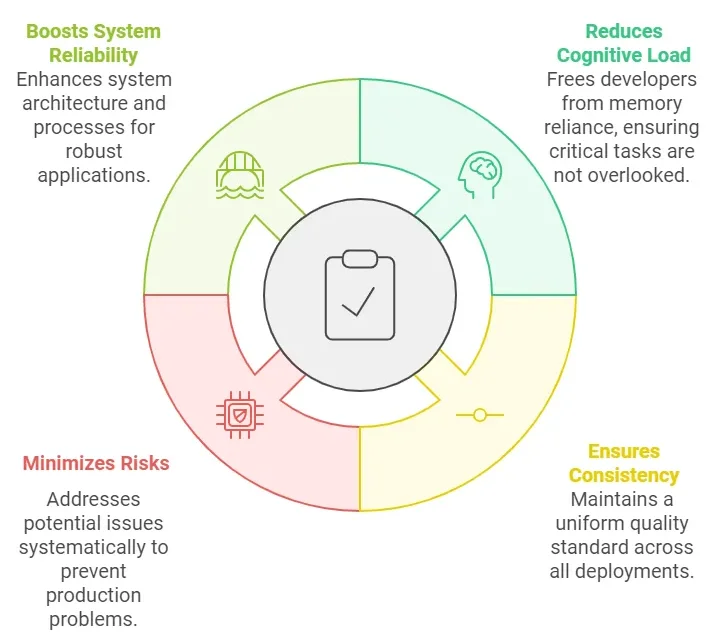 Boosts System
Reliability
Enhances system
architecture and
processes for
robust
applications.
Reduces
Cognitive Load
Frees developers
from memory
reliance, ensuring
critical tasks are
not overlooked.
Minimizes Risks
Addresses
potential issues
systematically to
prevent
production
problems.
Ensures
Consistency
Maintains a
uniform quality
standard across
all deployments.